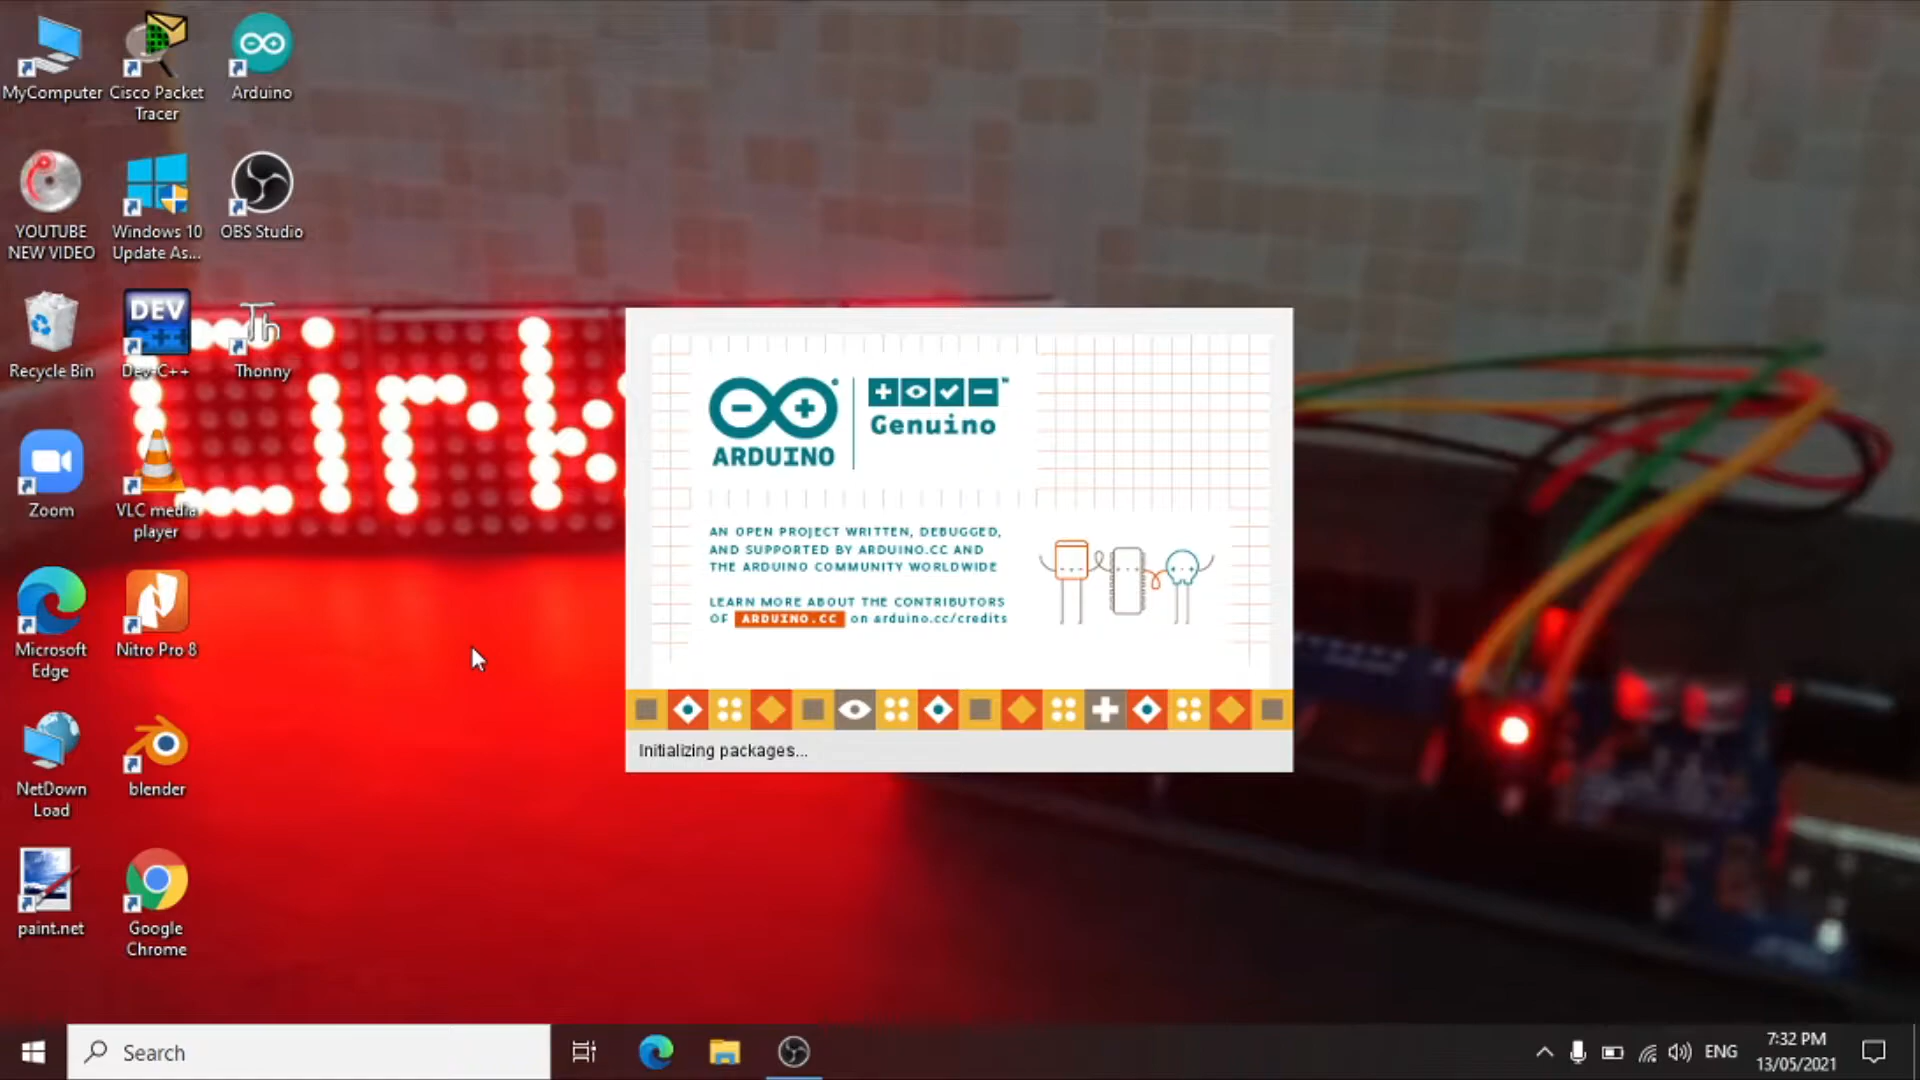 MyComputer
Cisco Packet
Tracer
Arduino
YOUTUBE
NEW VIDEO
Windows 10
Update As...
OBS Studio
Recycle Bin
DEV
C++
Dev-C++
Th
Thonny
Zoom
VLC media
player
Microsoft
Edge
Nitro Pro 8
NetDown
Load
blender
paint.net
Google
Chrome
ARDUINO
Genuino
AN OPEN PROJECT WRITTEN, DEBUGGED,
AND SUPPORTED BY ARDUINO.CC AND
THE ARDUINO COMMUNITY WORLDWIDE
LEARN MORE ABOUT THE CONTRIBUTORS
OF ARDUINO.CC on arduino.cc/credits
Initializing packages...
Search
ENG
7:32 PM
13/05/2021